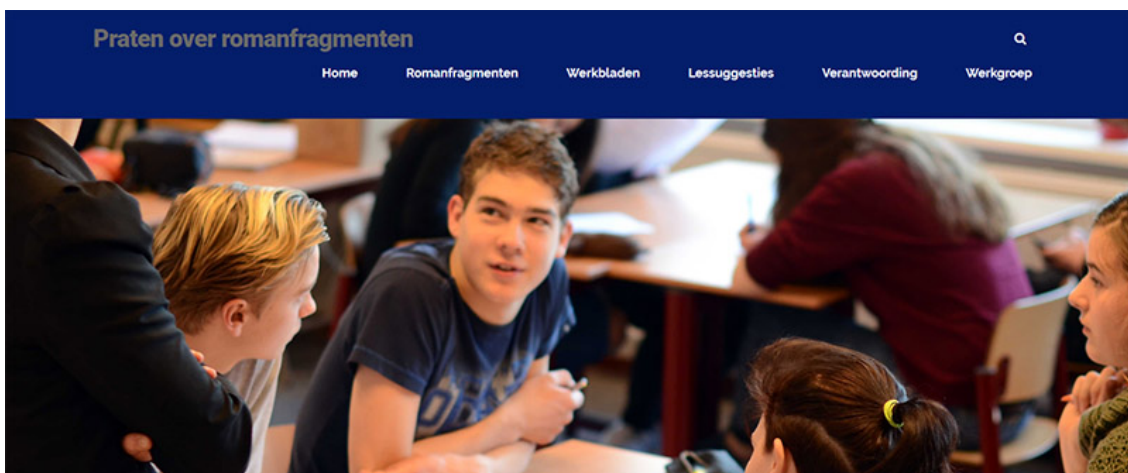 Praten over romanfragmenten
Home Romanfragmenten Werkbladen Lessuggesties Verantwoording Werkgroep